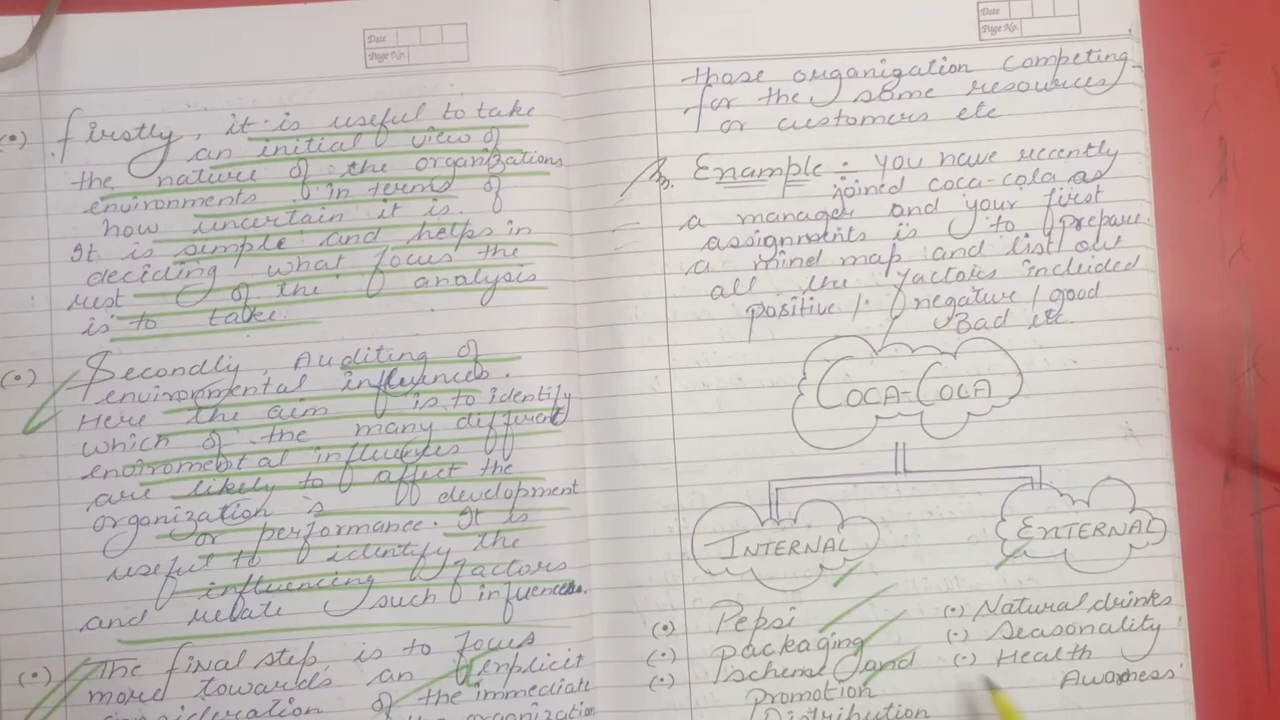 Date
Page No.
(•) Firstly, it is useful to take
an initial view of
the nature of the organizations
environments in terms of
how uncertain it is.
It is simple and helps in
deciding what focus the
rest of the analysis
is to take.
(•) Secondly, Auditing of
environmental influences.
Here the aim is to identify
which of the many different
enviromental influences
are likely to affect the
organization's development
or performance. It is
useful to identify the
influencing factors
and relate such influences.
(•) The final step, is to focus
more towards an explicit
consideration of the immediate
the organization
Date
Page No.
those organization competing
for the same resources
or customers etc
Example :- You have recently
joined coca-cola as
a manager and your first
assignments is to prepare
a mind map and list out
all the factors included
positive / negative / good
Bad etc.
COCA-COLA
INTERNAL
EXTERNAL
(•) Pepsi
(•) Packaging
(•) Scheme and
promotion
Distribution
(•) Natural drinks
(•) Seasonality
(•) Health
Awarness